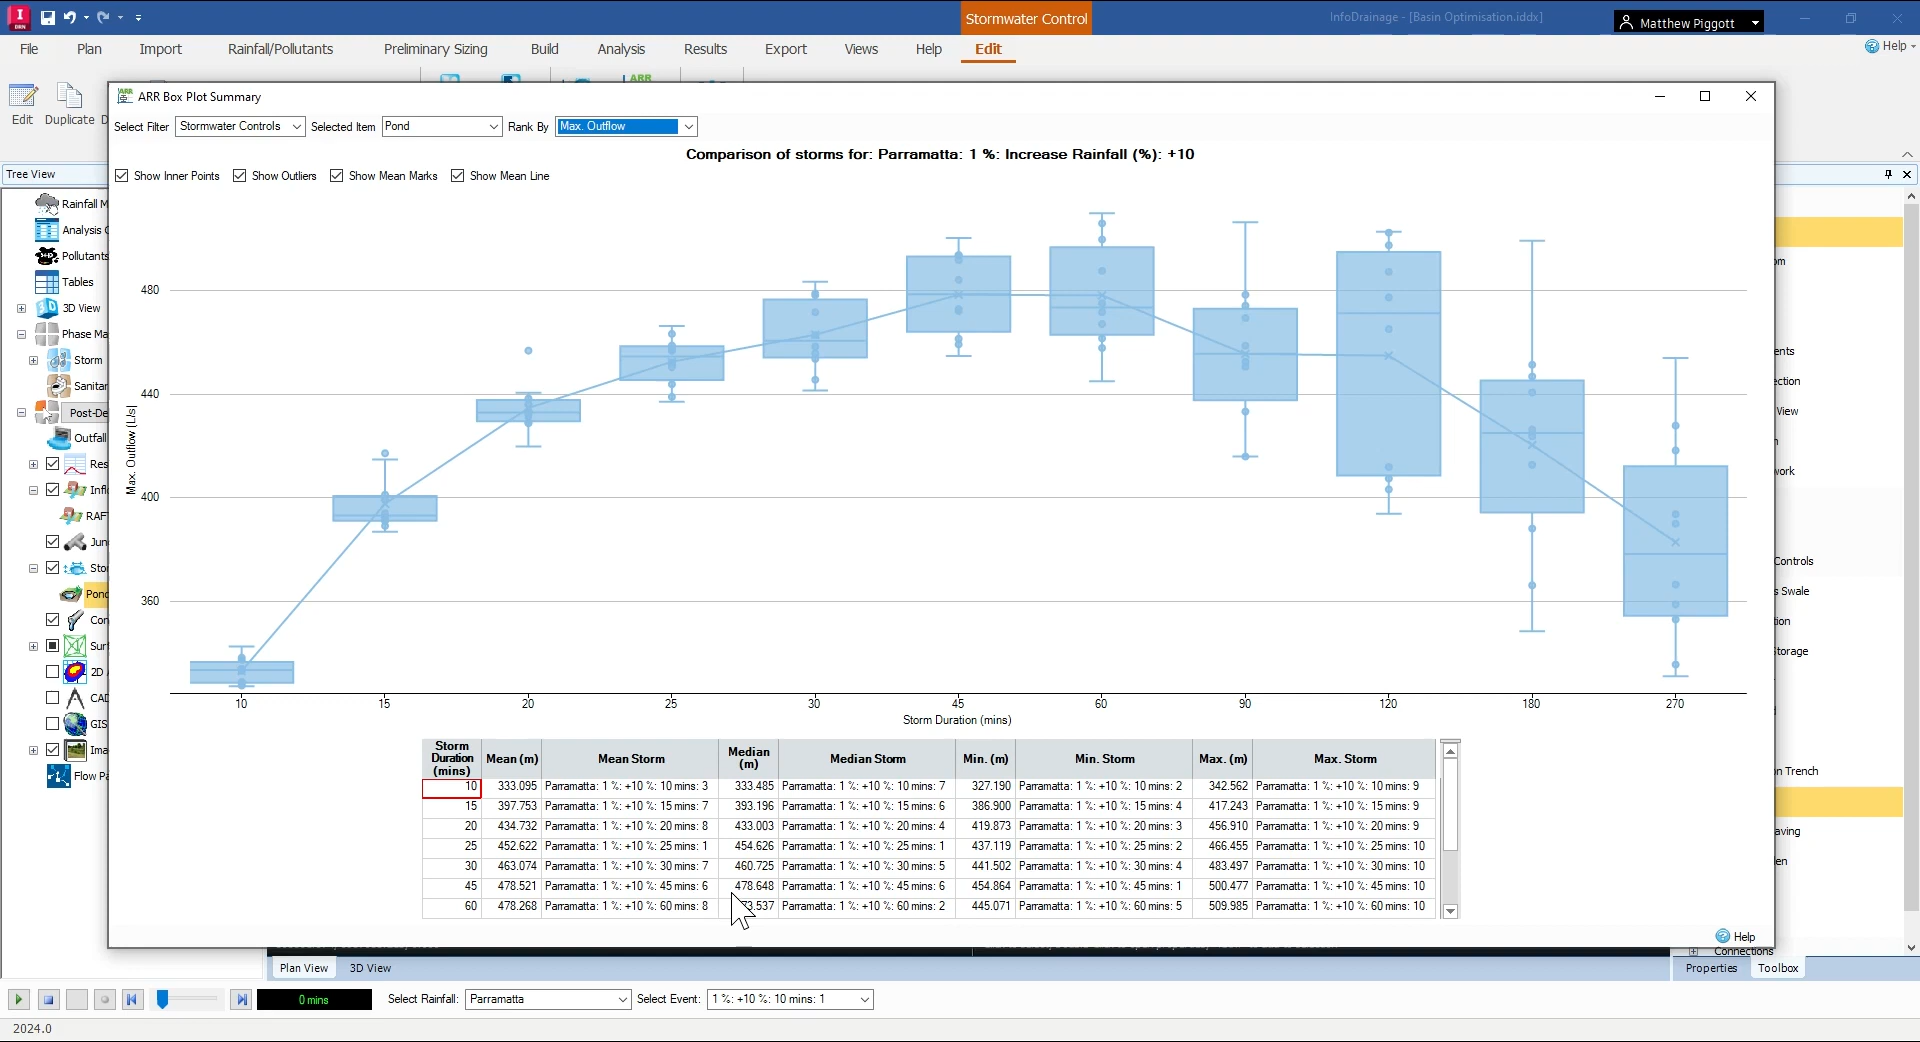 Stormwater Control
InfoDrainage - [Basin Optimisation.iddx]
Matthew Piggott
File Plan Import Rainfall/Pollutants Preliminary Sizing Build Analysis Results Export Views Help Edit
Help
ARR
Edit Duplicate D
ARR Box Plot Summary
Select Filter Stormwater Controls Selected Item Pond Rank By Max. Outflow
Comparison of storms for: Parramatta: 1 %: Increase Rainfall (%): +10
Show Inner Points Show Outliers Show Mean Marks Show Mean Line
Tree View
Rainfall M
Analysis C
Pollutants
Tables
3D View
Phase Ma
Storm
Sanitar
Post-De
Outfall
Res
Inflo
RAF
Jun
Stor
Pond
Con
Surf
2D
CAD
GIS
Ima
Flow Pa
Max. Outflow [L/s]
480
440
400
360
10 15 20 25 30 45 60 90 120 180 270
Storm Duration (mins)
Storm Duration (mins) Mean (m) Mean Storm Median (m) Median Storm Min. (m) Min. Storm Max. (m) Max. Storm
10 333.095 Parramatta: 1 %: +10 %: 10 mins: 3 333.485 Parramatta: 1 %: +10 %: 10 mins: 7 327.190 Parramatta: 1 %: +10 %: 10 mins: 2 342.562 Parramatta: 1 %: +10 %: 10 mins: 9
15 397.753 Parramatta: 1 %: +10 %: 15 mins: 7 393.196 Parramatta: 1 %: +10 %: 15 mins: 6 386.900 Parramatta: 1 %: +10 %: 15 mins: 4 417.243 Parramatta: 1 %: +10 %: 15 mins: 9
20 434.732 Parramatta: 1 %: +10 %: 20 mins: 8 433.003 Parramatta: 1 %: +10 %: 20 mins: 4 419.873 Parramatta: 1 %: +10 %: 20 mins: 3 456.910 Parramatta: 1 %: +10 %: 20 mins: 9
25 452.622 Parramatta: 1 %: +10 %: 25 mins: 1 454.626 Parramatta: 1 %: +10 %: 25 mins: 1 437.119 Parramatta: 1 %: +10 %: 25 mins: 2 466.455 Parramatta: 1 %: +10 %: 25 mins: 10
30 463.074 Parramatta: 1 %: +10 %: 30 mins: 7 460.725 Parramatta: 1 %: +10 %: 30 mins: 5 441.502 Parramatta: 1 %: +10 %: 30 mins: 4 483.497 Parramatta: 1 %: +10 %: 30 mins: 10
45 478.521 Parramatta: 1 %: +10 %: 45 mins: 6 478.648 Parramatta: 1 %: +10 %: 45 mins: 6 454.864 Parramatta: 1 %: +10 %: 45 mins: 1 500.477 Parramatta: 1 %: +10 %: 45 mins: 10
60 478.268 Parramatta: 1 %: +10 %: 60 mins: 8 73.537 Parramatta: 1 %: +10 %: 60 mins: 2 445.071 Parramatta: 1 %: +10 %: 60 mins: 5 509.985 Parramatta: 1 %: +10 %: 60 mins: 10
Help
om
ents
ection
View
n
work
Controls
s Swale
tion
Storage
n Trench
aving
den
Connections
Plan View 3D View
Properties Toolbox
0 mins Select Rainfall: Parramatta Select Event: 1 %: +10 %: 10 mins: 1
2024.0